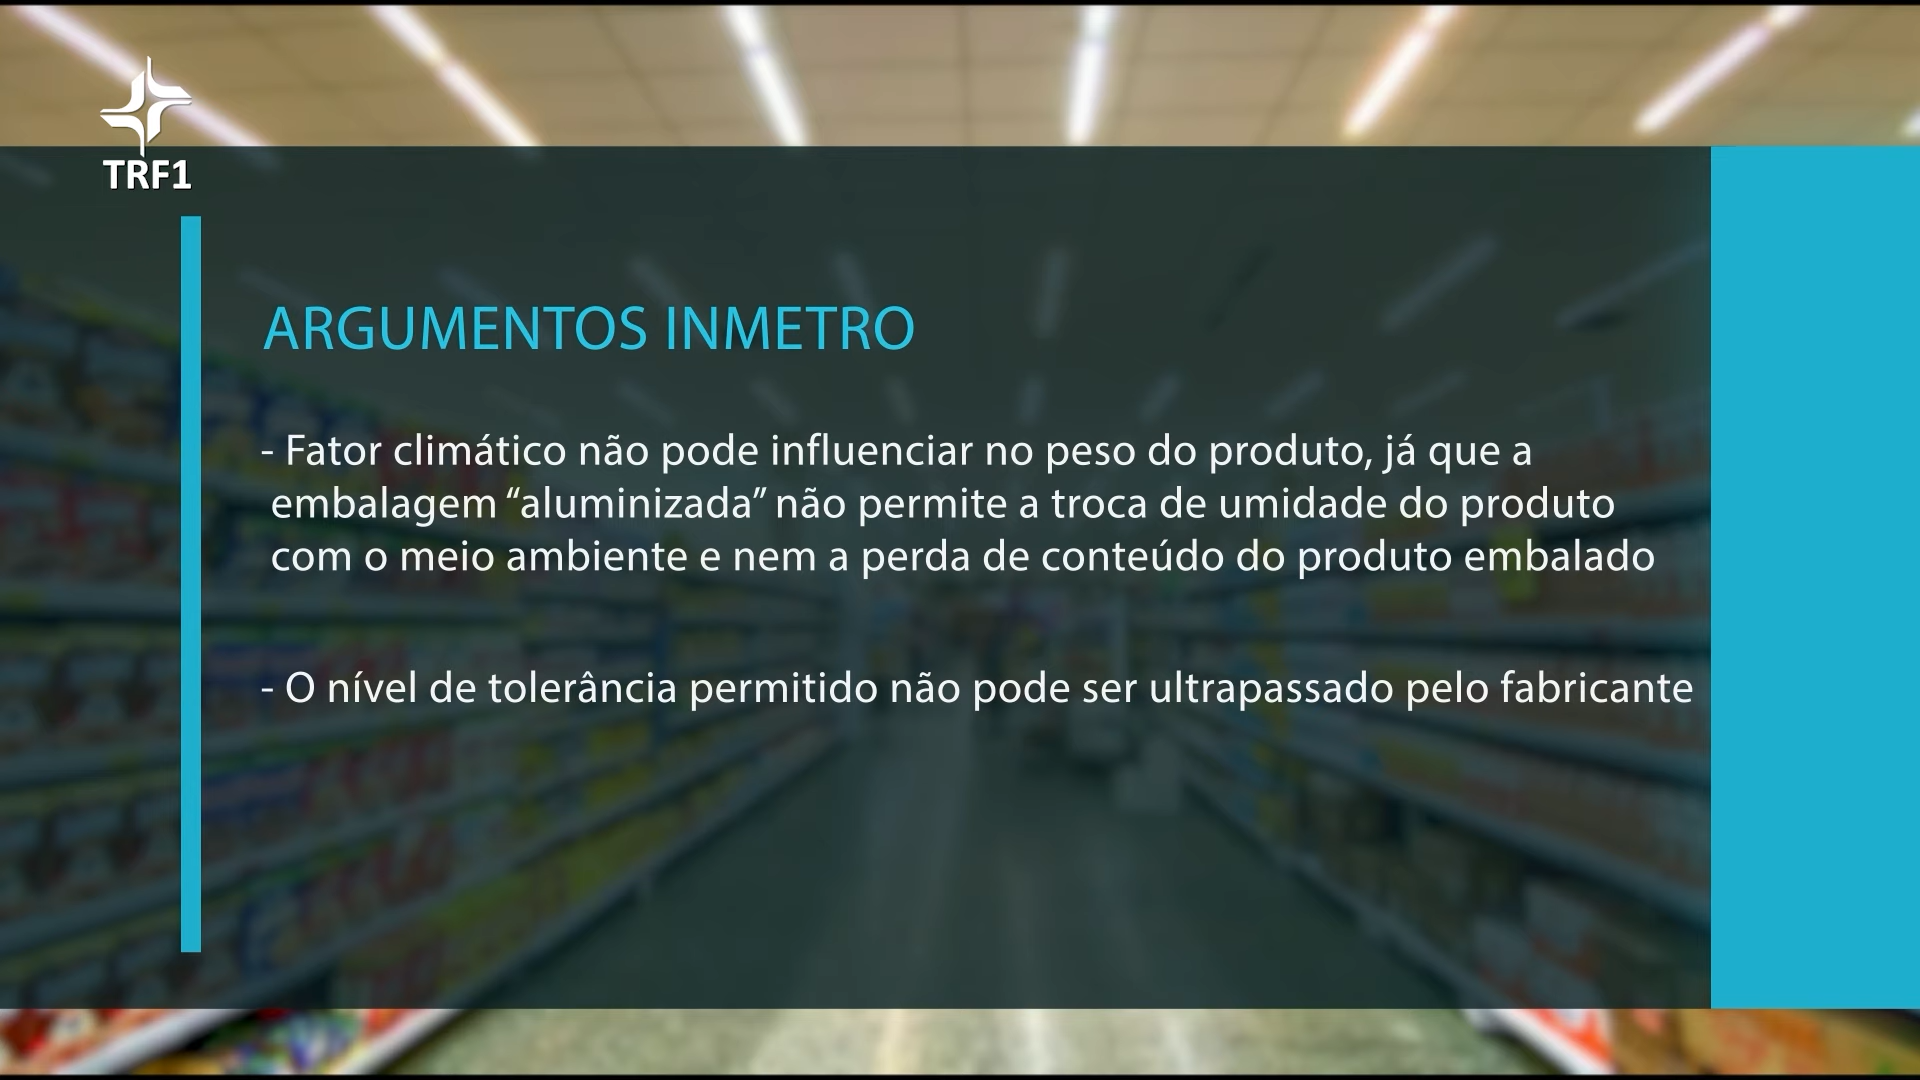 TRF1
ARGUMENTOS INMETRO
- Fator climático não pode influenciar no peso do produto, já que a
embalagem “aluminizada” não permite a troca de umidade do produto
com o meio ambiente e nem a perda de conteúdo do produto embalado
- O nível de tolerância permitido não pode ser ultrapassado pelo fabricante